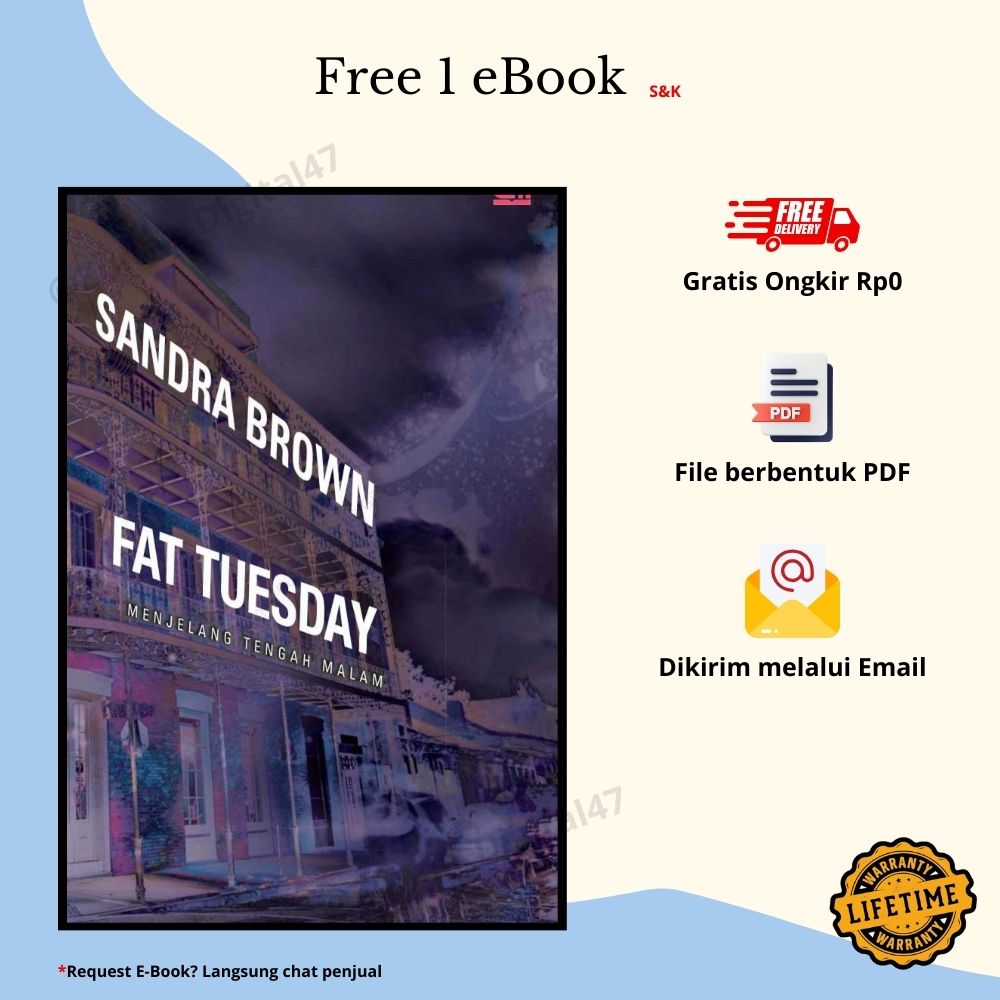 Free 1 eBook S&K
SANDRA BROWN
FAT TUESDAY
MENJELANG TENGAH MALAM
FREE
DELIVERY
Gratis Ongkir Rp0
PDF
File berbentuk PDF
@
Dikirim melalui Email
WARRANTY
LIFETIME
WARRANTY
*Request E-Book? Langsung chat penjual